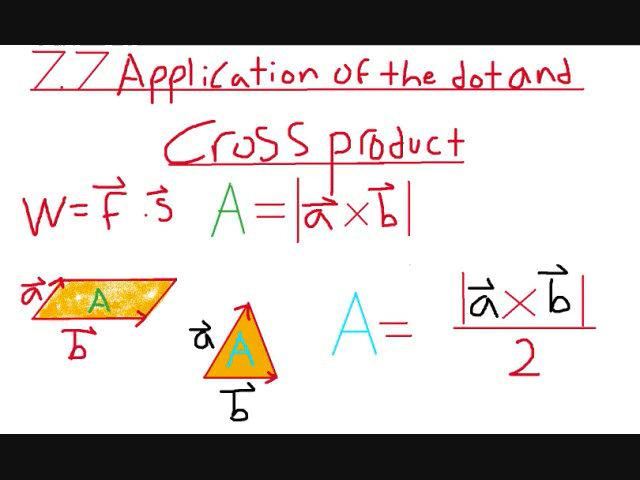 7.7 Application of the dot and
Cross product
W = f⃗ · s⃗ A = |a⃗ × b⃗|
a⃗ A
b⃗
a⃗ A
b⃗
A = |a⃗ × b⃗| / 2